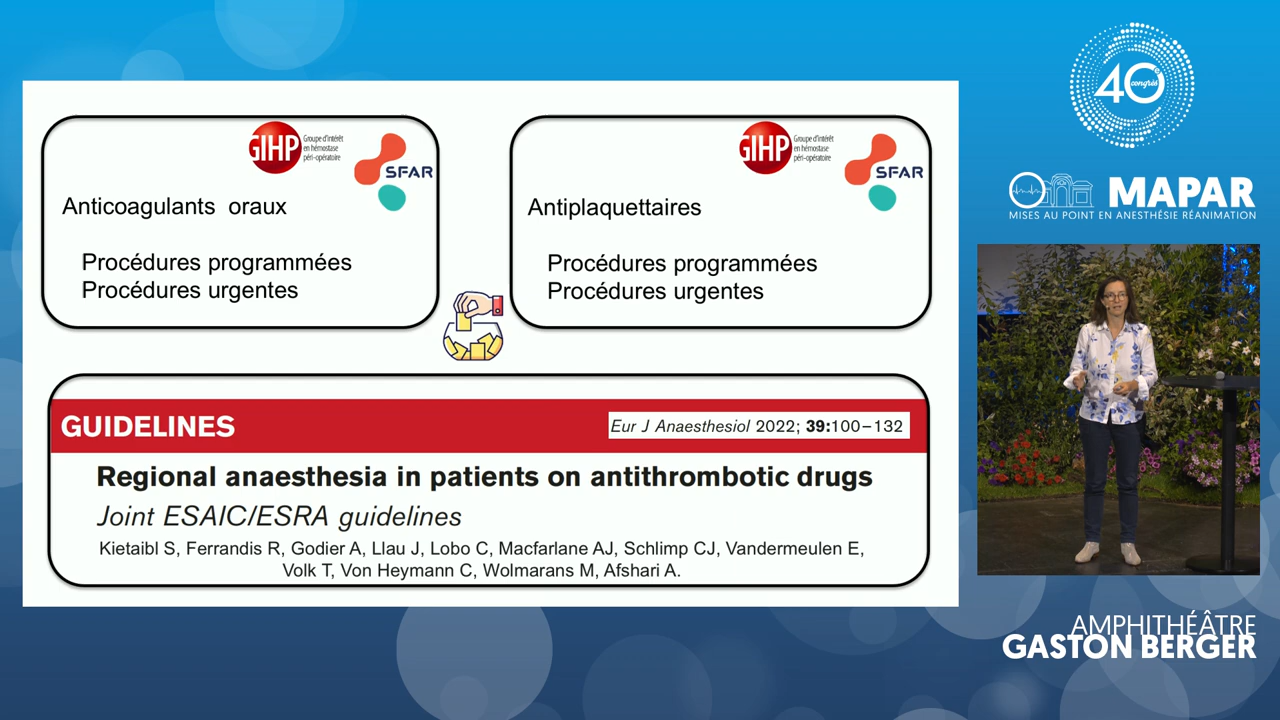 GIHP
Groupe d'intérêt
en hémostase
péri-opératoire
SFAR
Anticoagulants oraux
Procédures programmées
Procédures urgentes
GIHP
Groupe d'intérêt
en hémostase
péri-opératoire
SFAR
Antiplaquettaires
Procédures programmées
Procédures urgentes
GUIDELINES
Eur J Anaesthesiol 2022; 39:100–132
Regional anaesthesia in patients on antithrombotic drugs
Joint ESAIC/ESRA guidelines
Kietaibl S, Ferrandis R, Godier A, Llau J, Lobo C, Macfarlane AJ, Schlimp CJ, Vandermeulen E,
Volk T, Von Heymann C, Wolmarans M, Afshari A.
40e
congrès
MAPAR
MISES AU POINT EN ANESTHÉSIE RÉANIMATION
AMPHITHÉÂTRE
GASTON BERGER